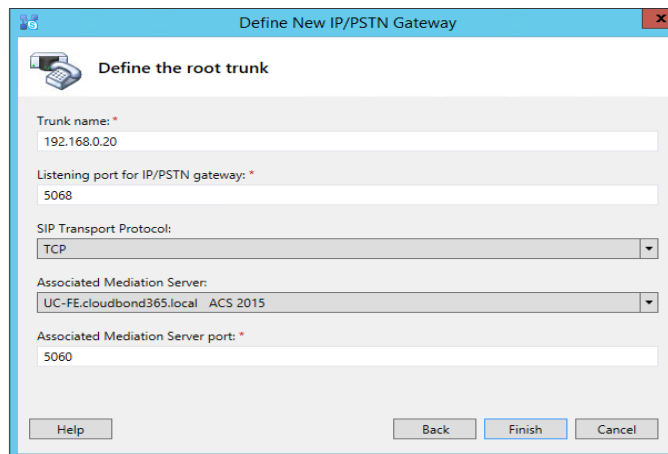 Define New IP/PSTN Gateway
x
Define the root trunk
Trunk name: *
192.168.0.20
Listening port for IP/PSTN gateway: *
5068
SIP Transport Protocol:
TCP
Associated Mediation Server:
UC-FE.cloudbond365.local ACS 2015
Associated Mediation Server port: *
5060
Help Back Finish Cancel